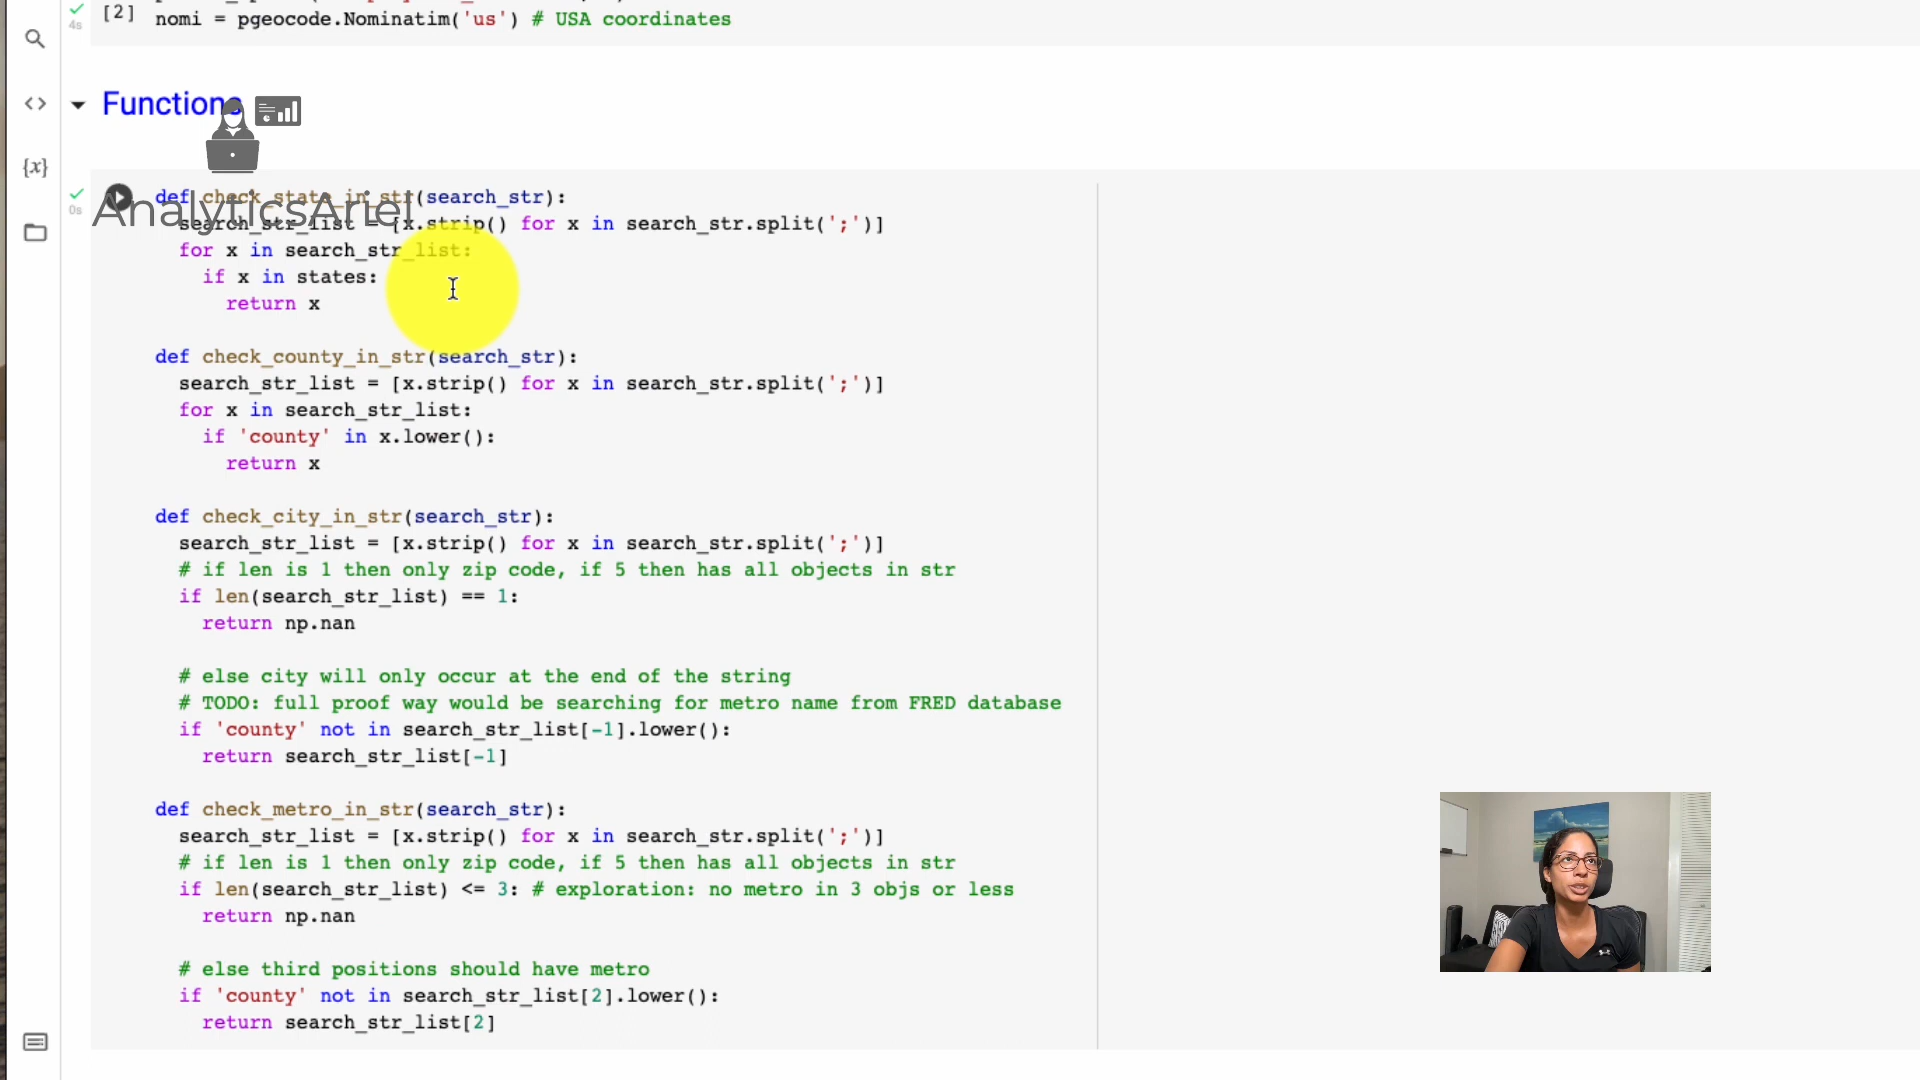 [2] nomi = pgeocode.Nominatim('us') # USA coordinates
Functions
AnalyticsAriel
def check_state_in_str(search_str):
search_str_list = [x.strip() for x in search_str.split(';')]
for x in search_str_list:
if x in states:
return x
def check_county_in_str(search_str):
search_str_list = [x.strip() for x in search_str.split(';')]
for x in search_str_list:
if 'county' in x.lower():
return x
def check_city_in_str(search_str):
search_str_list = [x.strip() for x in search_str.split(';')]
# if len is 1 then only zip code, if 5 then has all objects in str
if len(search_str_list) == 1:
return np.nan
# else city will only occur at the end of the string
# TODO: full proof way would be searching for metro name from FRED database
if 'county' not in search_str_list[-1].lower():
return search_str_list[-1]
def check_metro_in_str(search_str):
search_str_list = [x.strip() for x in search_str.split(';')]
# if len is 1 then only zip code, if 5 then has all objects in str
if len(search_str_list) <= 3: # exploration: no metro in 3 objs or less
return np.nan
# else third positions should have metro
if 'county' not in search_str_list[2].lower():
return search_str_list[2]
4s
0s
{x}